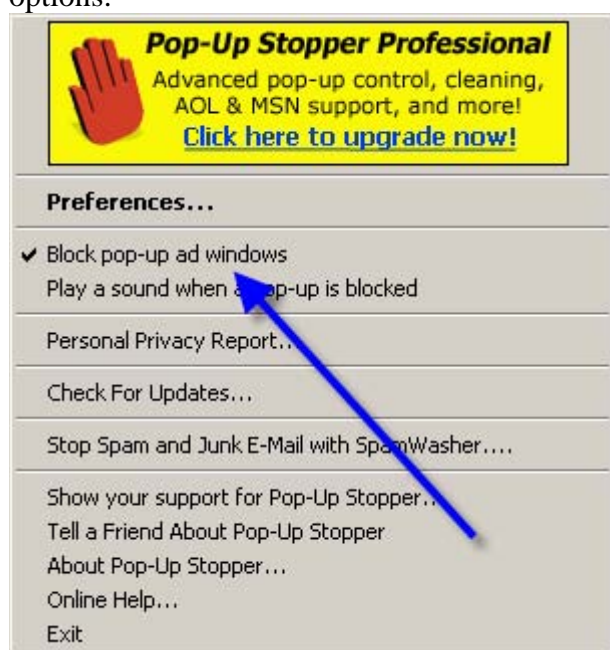 options:
Pop-Up Stopper Professional
Advanced pop-up control, cleaning,
AOL & MSN support, and more!
Click here to upgrade now!
Preferences...
Block pop-up ad windows
Play a sound when a pop-up is blocked
Personal Privacy Report...
Check For Updates...
Stop Spam and Junk E-Mail with SpamWasher....
Show your support for Pop-Up Stopper...
Tell a Friend About Pop-Up Stopper
About Pop-Up Stopper...
Online Help...
Exit